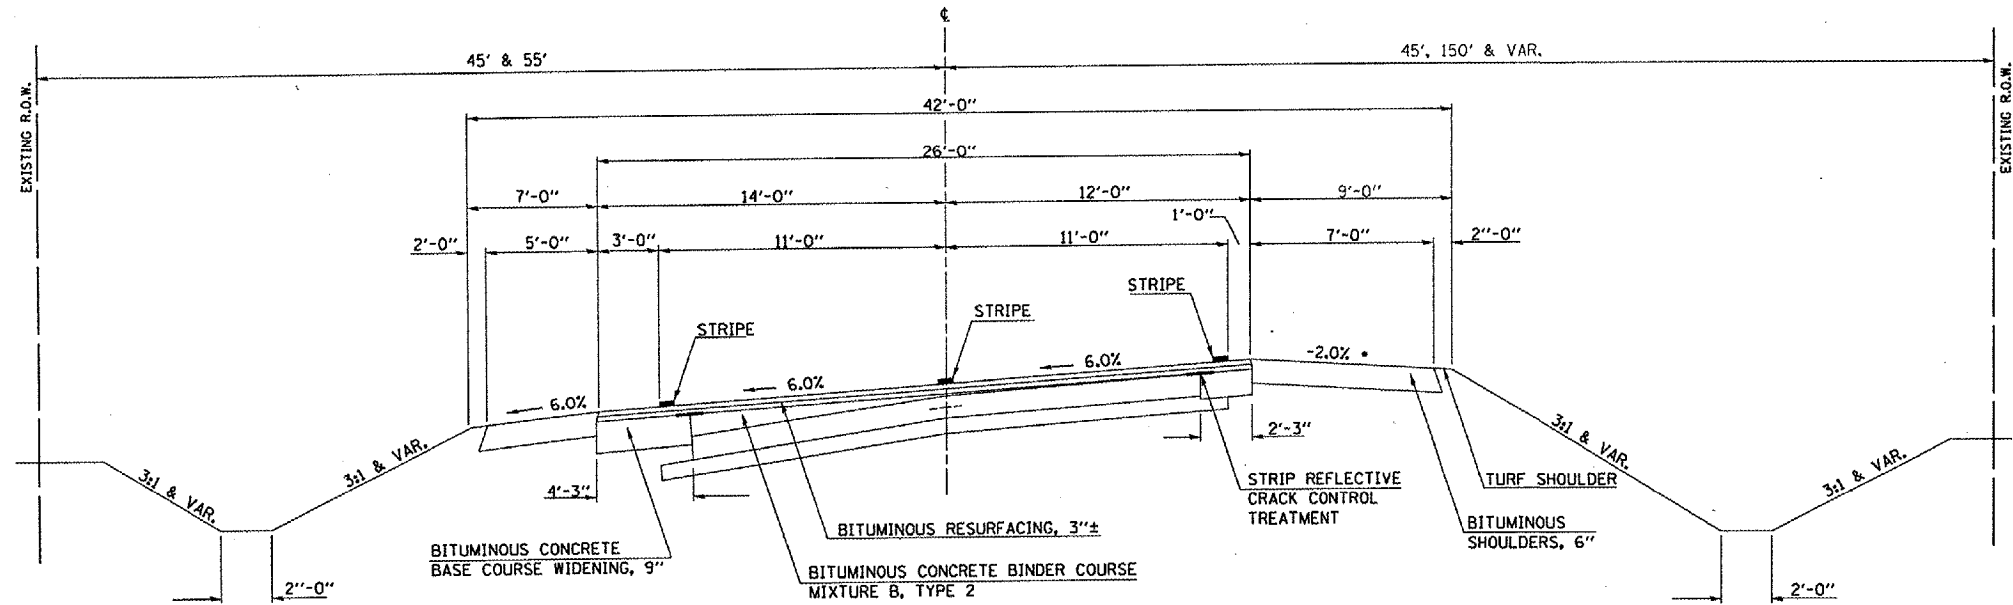 ℄
45' & 55'
45', 150' & VAR.
EXISTING R.O.W.
EXISTING R.O.W.
42'-0"
26'-0"
7'-0"
14'-0"
12'-0"
9'-0"
1'-0"
2'-0"
5'-0"
3'-0"
11'-0"
11'-0"
7'-0"
2"-0"
STRIPE
STRIPE
STRIPE
6.0%
6.0%
6.0%
-2.0% *
3:1 & VAR.
3:1 & VAR.
3:1 & VAR.
3:1 & VAR.
4'-3"
2'-3"
STRIP REFLECTIVE
CRACK CONTROL
TREATMENT
TURF SHOULDER
BITUMINOUS
SHOULDERS, 6"
BITUMINOUS RESURFACING, 3"±
BITUMINOUS CONCRETE
BASE COURSE WIDENING, 9"
BITUMINOUS CONCRETE BINDER COURSE
MIXTURE B, TYPE 2
2"-0"
2'-0"